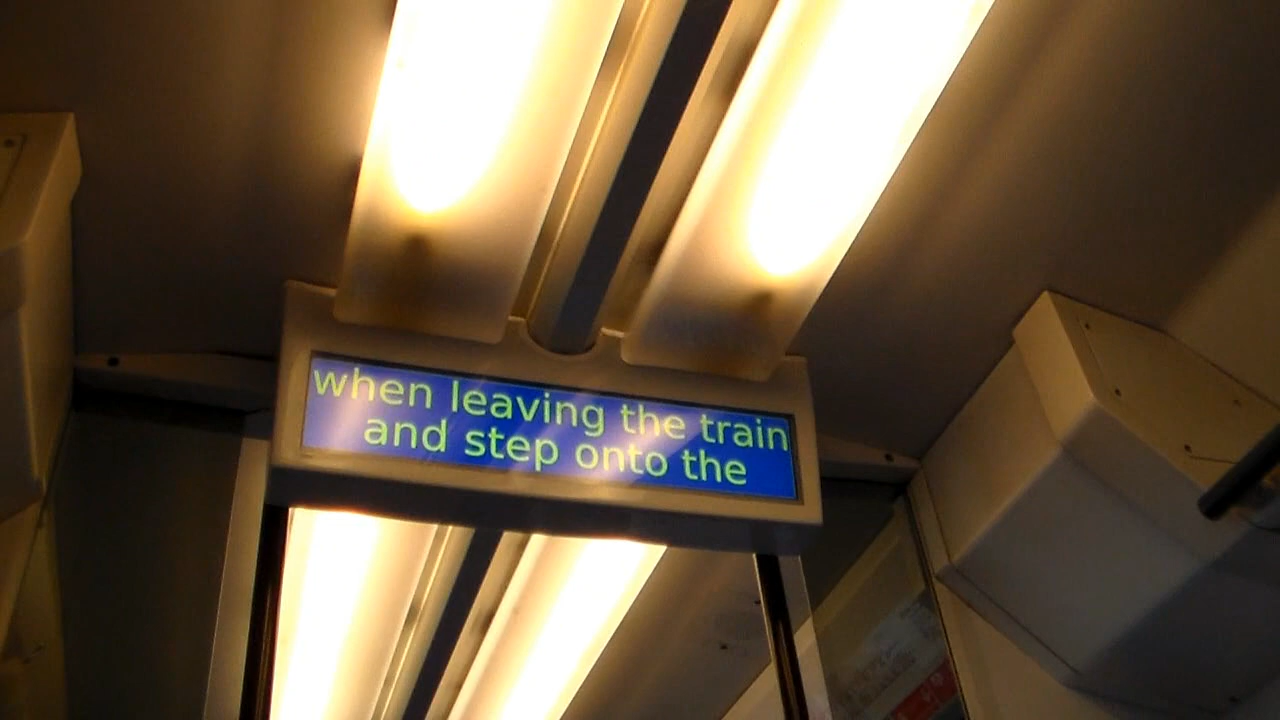 when leaving the train
and step onto the